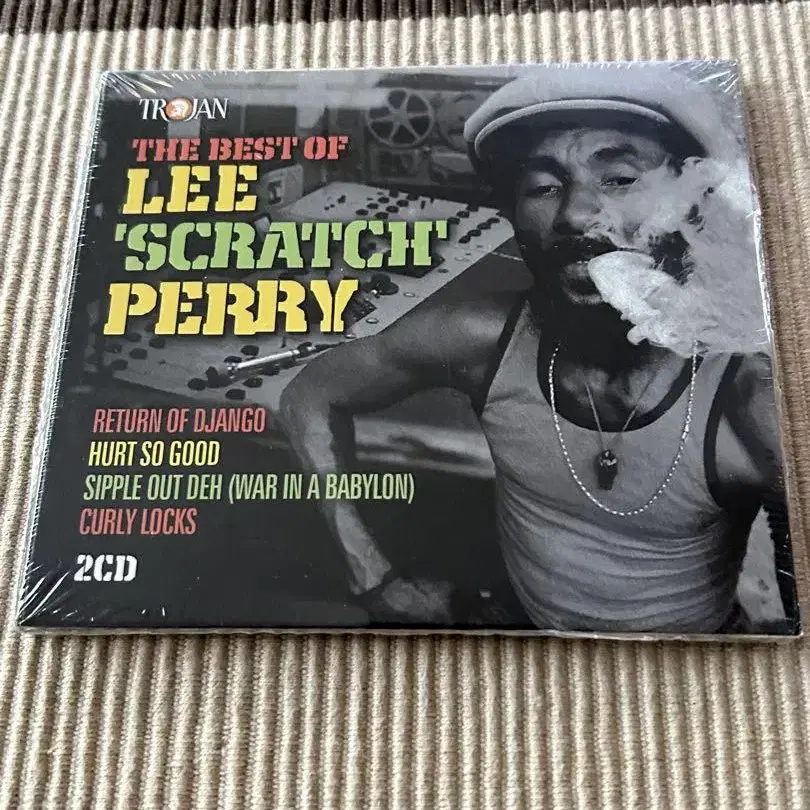 TROJAN
THE BEST OF
LEE
'SCRATCH'
PERRY
RETURN OF DJANGO
HURT SO GOOD
SIPPLE OUT DEH (WAR IN A BABYLON)
CURLY LOCKS
2CD